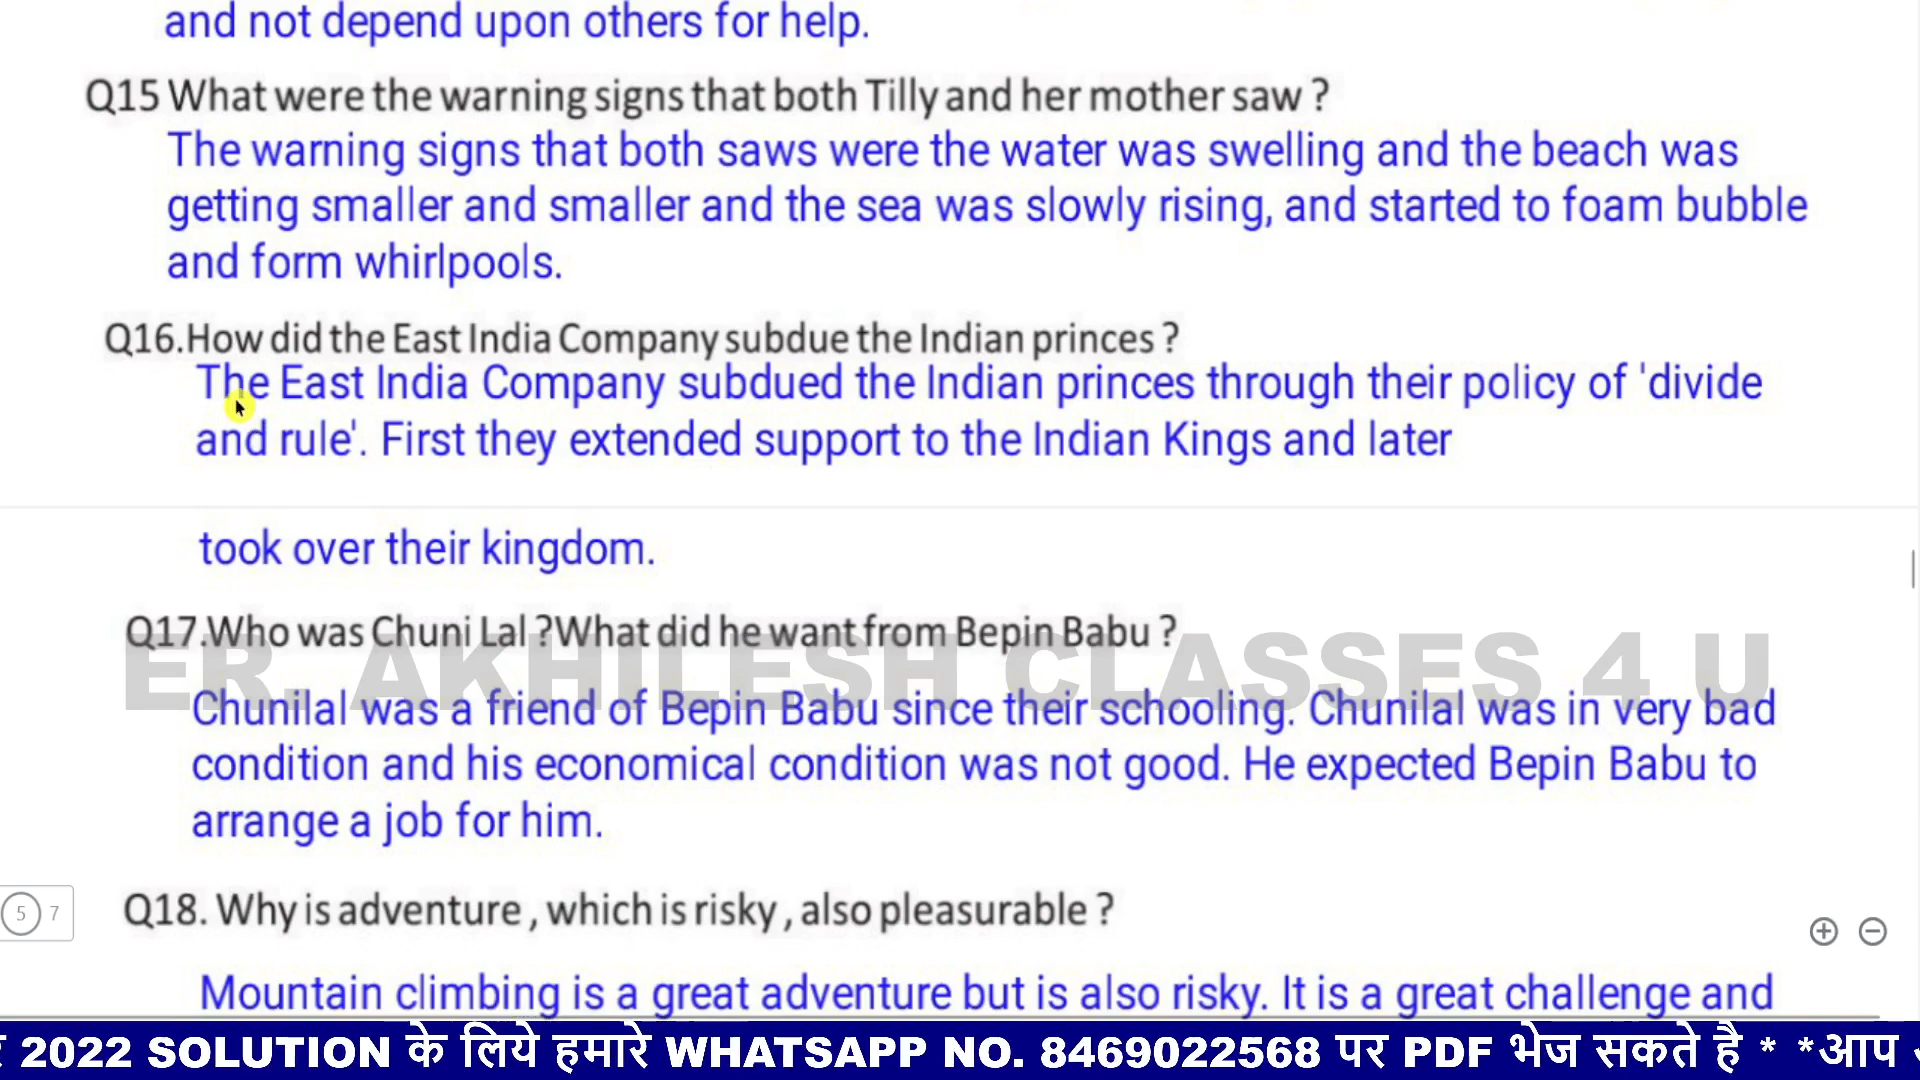 and not depend upon others for help.
Q15 What were the warning signs that both Tilly and her mother saw ?
The warning signs that both saws were the water was swelling and the beach was
getting smaller and smaller and the sea was slowly rising, and started to foam bubble
and form whirlpools.
Q16.How did the East India Company subdue the Indian princes ?
The East India Company subdued the Indian princes through their policy of 'divide
and rule'. First they extended support to the Indian Kings and later
took over their kingdom.
Q17.Who was Chuni Lal ?What did he want from Bepin Babu ?
ER. AKHILESH CLASSES 4 U
Chunilal was a friend of Bepin Babu since their schooling. Chunilal was in very bad
condition and his economical condition was not good. He expected Bepin Babu to
arrange a job for him.
5 7
Q18. Why is adventure , which is risky , also pleasurable ?
Mountain climbing is a great adventure but is also risky. It is a great challenge and
2022 SOLUTION के लिये हमारे WHATSAPP NO. 8469022568 पर PDF भेज सकते है * *आप